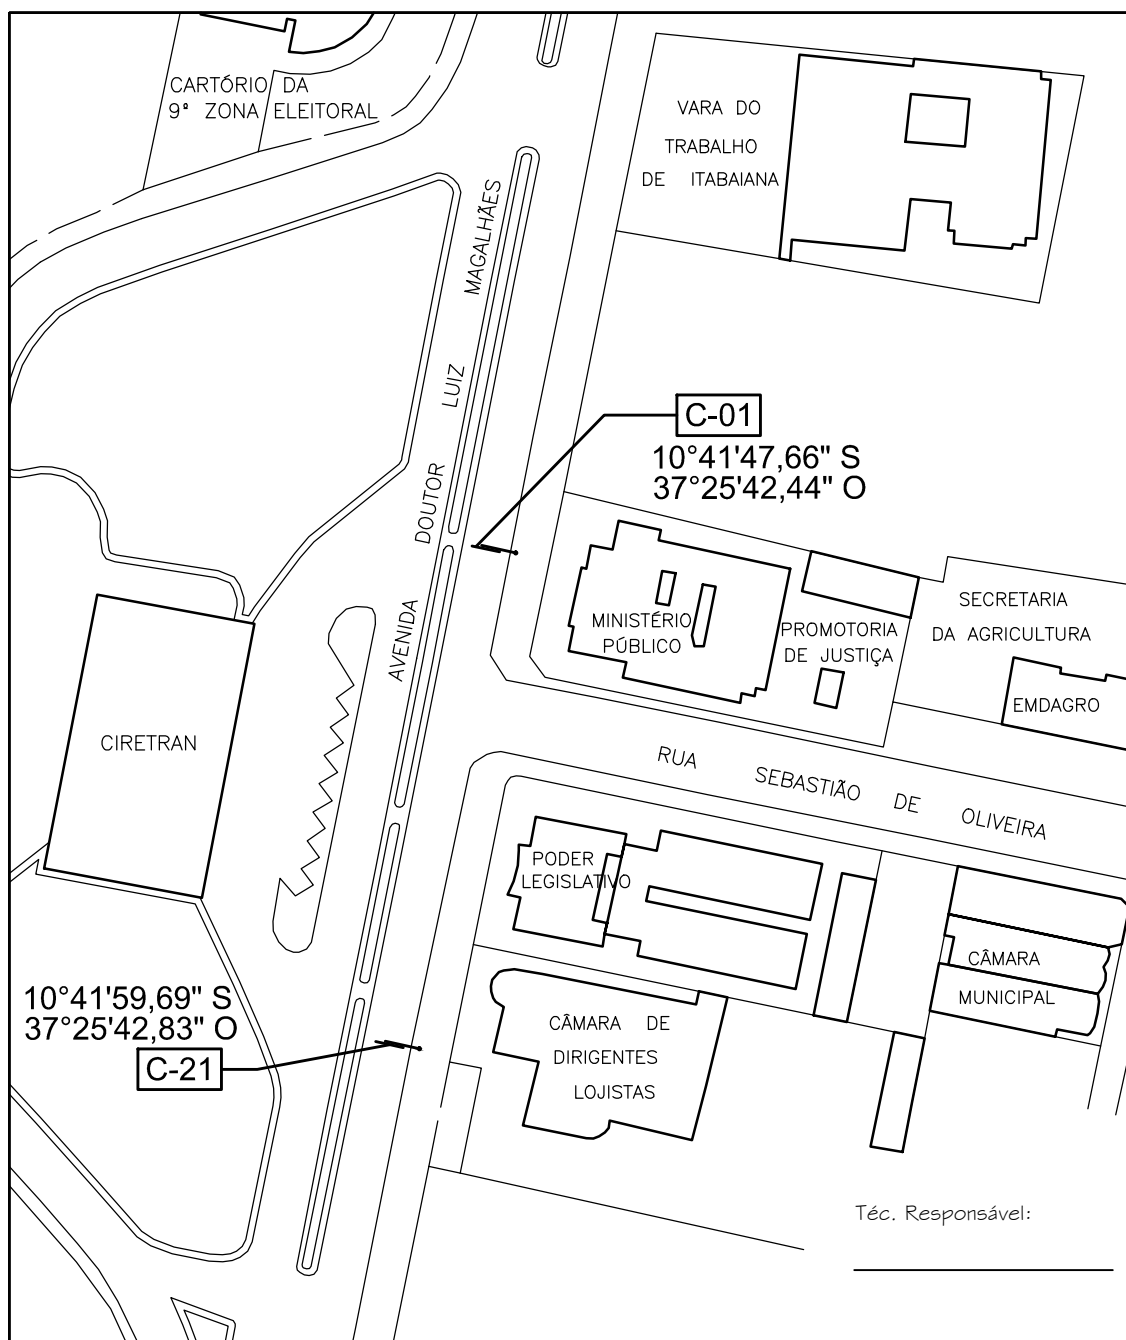 CARTÓRIO DA
9ª ZONA ELEITORAL
VARA DO
TRABALHO
DE ITABAIANA
AVENIDA DOUTOR LUIZ MAGALHÃES
C-01
10°41'47,66" S
37°25'42,44" O
MINISTÉRIO
PÚBLICO
PROMOTORIA
DE JUSTIÇA
SECRETARIA
DA AGRICULTURA
EMDAGRO
CIRETRAN
RUA SEBASTIÃO DE OLIVEIRA
PODER
LEGISLATIVO
CÂMARA
MUNICIPAL
10°41'59,69" S
37°25'42,83" O
C-21
CÂMARA DE
DIRIGENTES
LOJISTAS
Téc. Responsável: